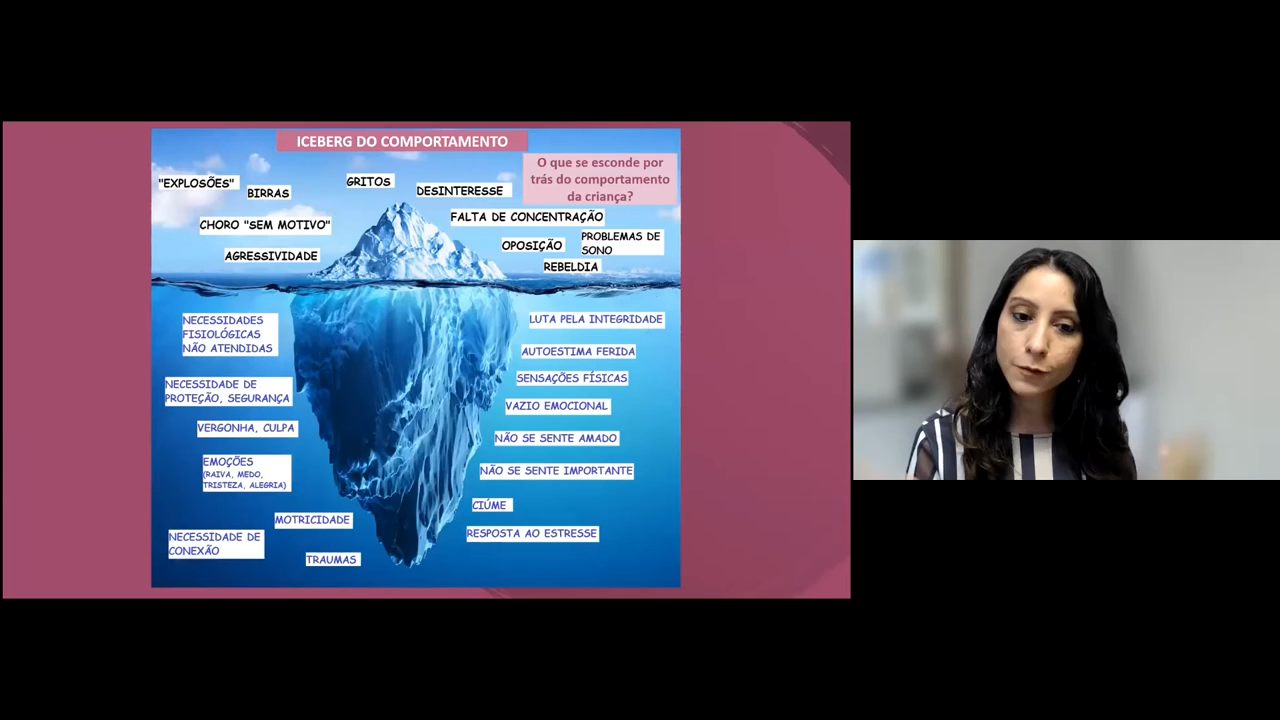 ICEBERG DO COMPORTAMENTO
O que se esconde por
trás do comportamento
da criança?
"EXPLOSÕES"
BIRRAS
GRITOS
DESINTERESSE
CHORO "SEM MOTIVO"
FALTA DE CONCENTRAÇÃO
AGRESSIVIDADE
OPOSIÇÃO
PROBLEMAS DE
SONO
REBELDIA
NECESSIDADES
FISIOLÓGICAS
NÃO ATENDIDAS
NECESSIDADE DE
PROTEÇÃO, SEGURANÇA
VERGONHA, CULPA
EMOÇÕES
(RAIVA, MEDO,
TRISTEZA, ALEGRIA)
MOTRICIDADE
NECESSIDADE DE
CONEXÃO
TRAUMAS
LUTA PELA INTEGRIDADE
AUTOESTIMA FERIDA
SENSAÇÕES FÍSICAS
VAZIO EMOCIONAL
NÃO SE SENTE AMADO
NÃO SE SENTE IMPORTANTE
CIÚME
RESPOSTA AO ESTRESSE